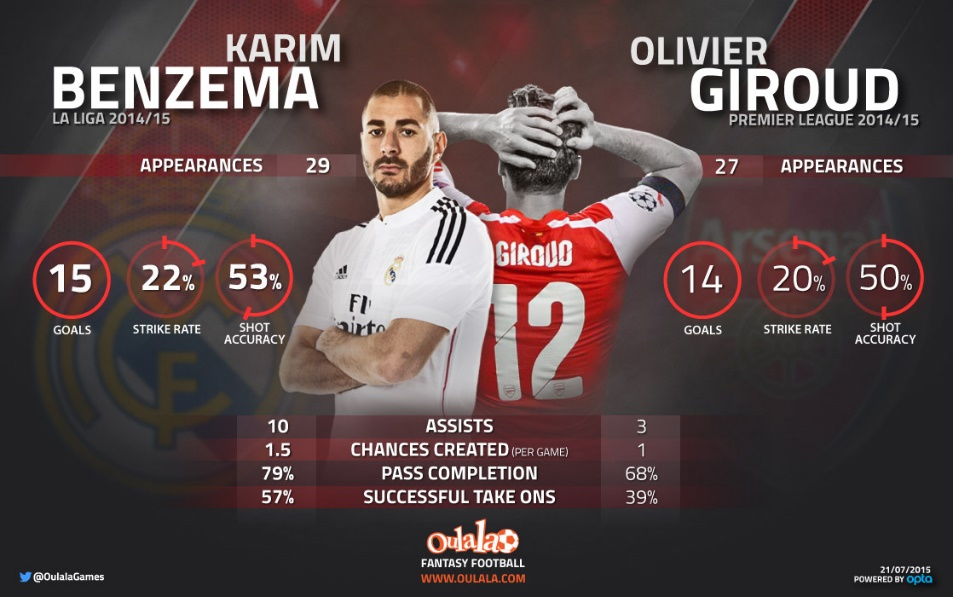 KARIM
BENZEMA
LA LIGA 2014/15
OLIVIER
GIROUD
PREMIER LEAGUE 2014/15
APPEARANCES 29
27 APPEARANCES
15
GOALS
22%
STRIKE RATE
53%
SHOT
ACCURACY
14
GOALS
20%
STRIKE RATE
50%
SHOT
ACCURACY
adidas
Fly
GIROUD
12
Arsenal
10 ASSISTS 3
1.5 CHANCES CREATED (PER GAME) 1
79% PASS COMPLETION 68%
57% SUCCESSFUL TAKE ONS 39%
Oulala
FANTASY FOOTBALL
WWW.OULALA.COM
@OulalaGames
21/07/2015
POWERED BY opta